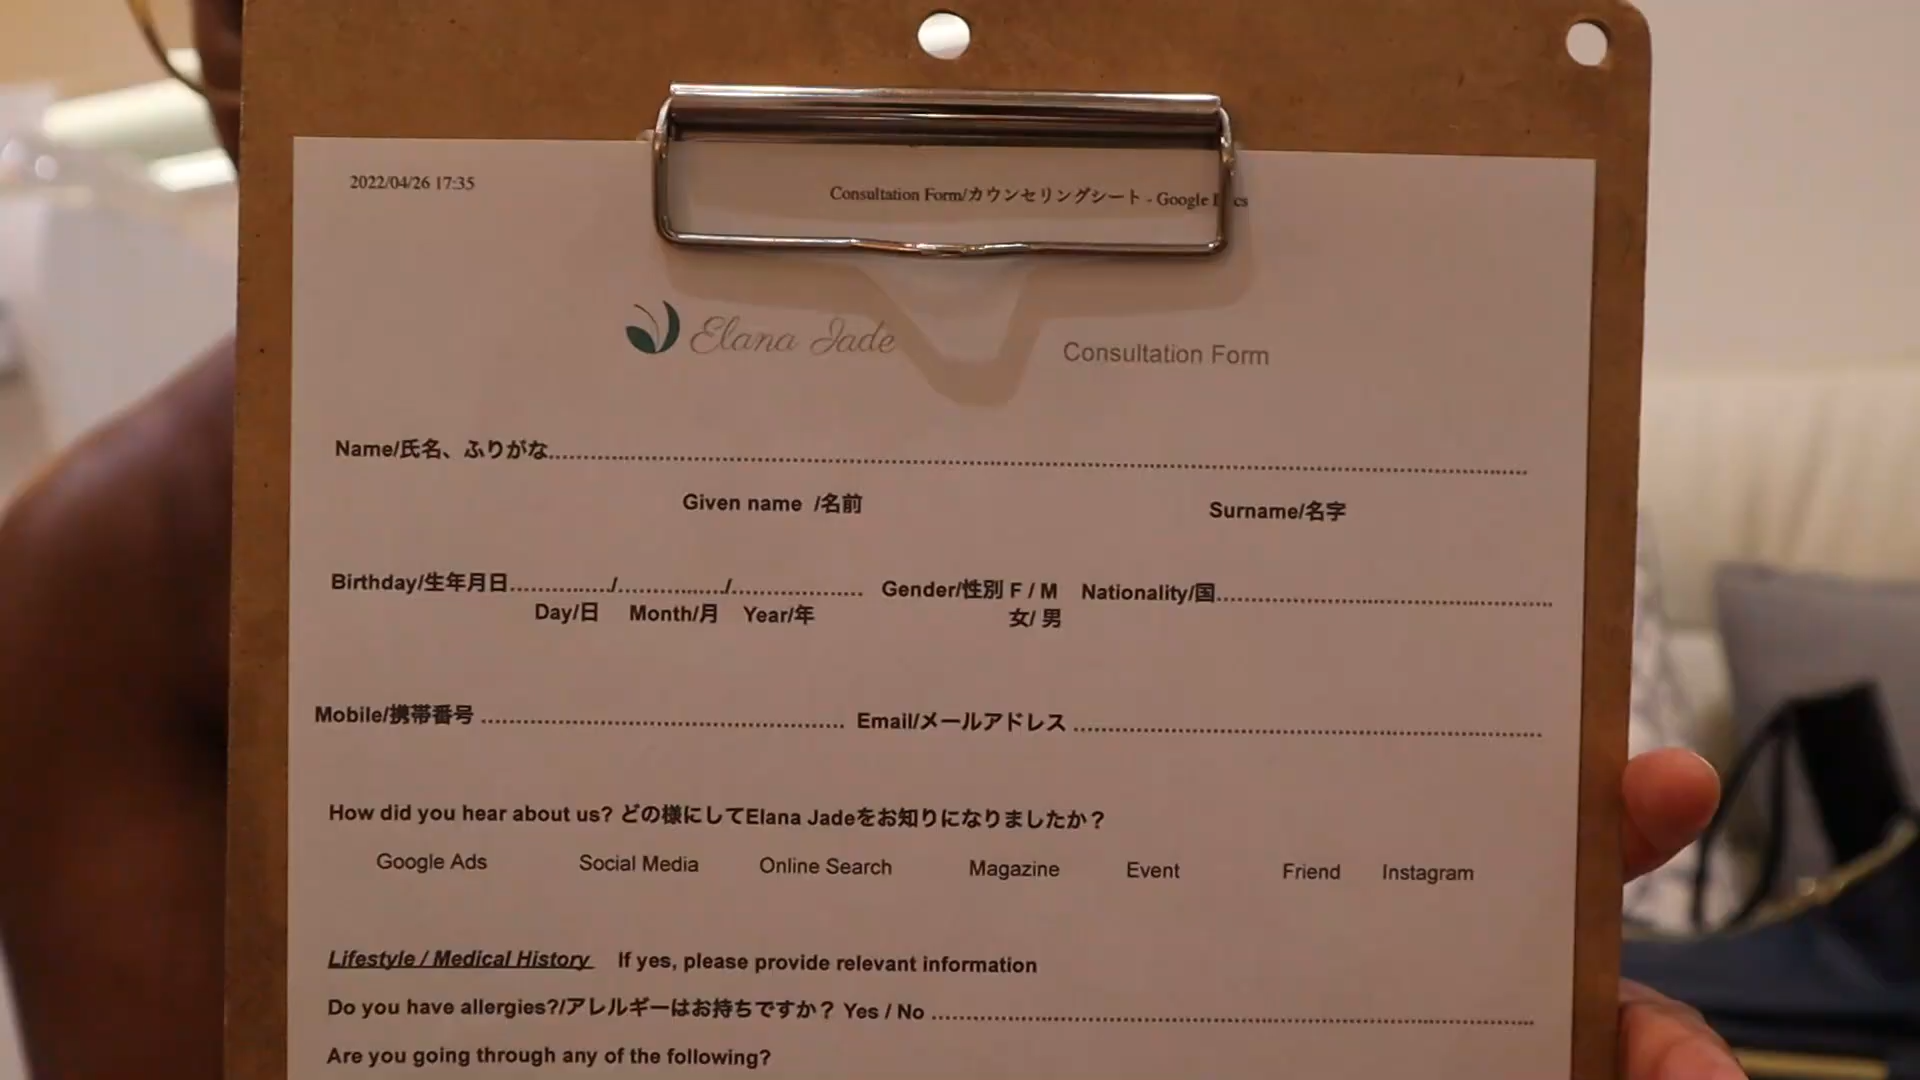 2022/04/26 17:35
Consultation Form/カウンセリングシート - Google
Elana Jade
Consultation Form
Name/氏名、ふりがな
Given name /名前 Surname/名字
Birthday/生年月日............/............/............ Gender/性別 F / M Nationality/国
Day/日 Month/月 Year/年 女/ 男
Mobile/携帯番号 Email/メールアドレス
How did you hear about us? どの様にしてElana Jadeをお知りになりましたか？
Google Ads Social Media Online Search Magazine Event Friend Instagram
Lifestyle / Medical History If yes, please provide relevant information
Do you have allergies?/アレルギーはお持ちですか？ Yes / No
Are you going through any of the following?